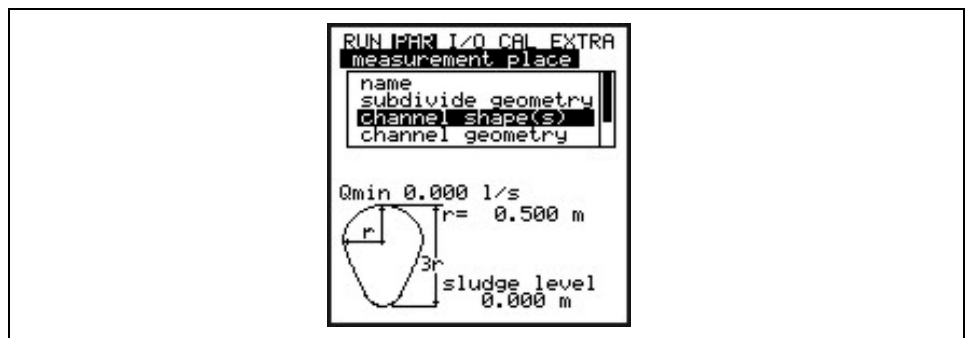 RUN PAR I/O CAL EXTRA
measurement place
name
subdivide geometry
channel shape(s)
channel geometry
Qmin 0.000 l/s
r= 0.500 m
r
3r
sludge level
0.000 m